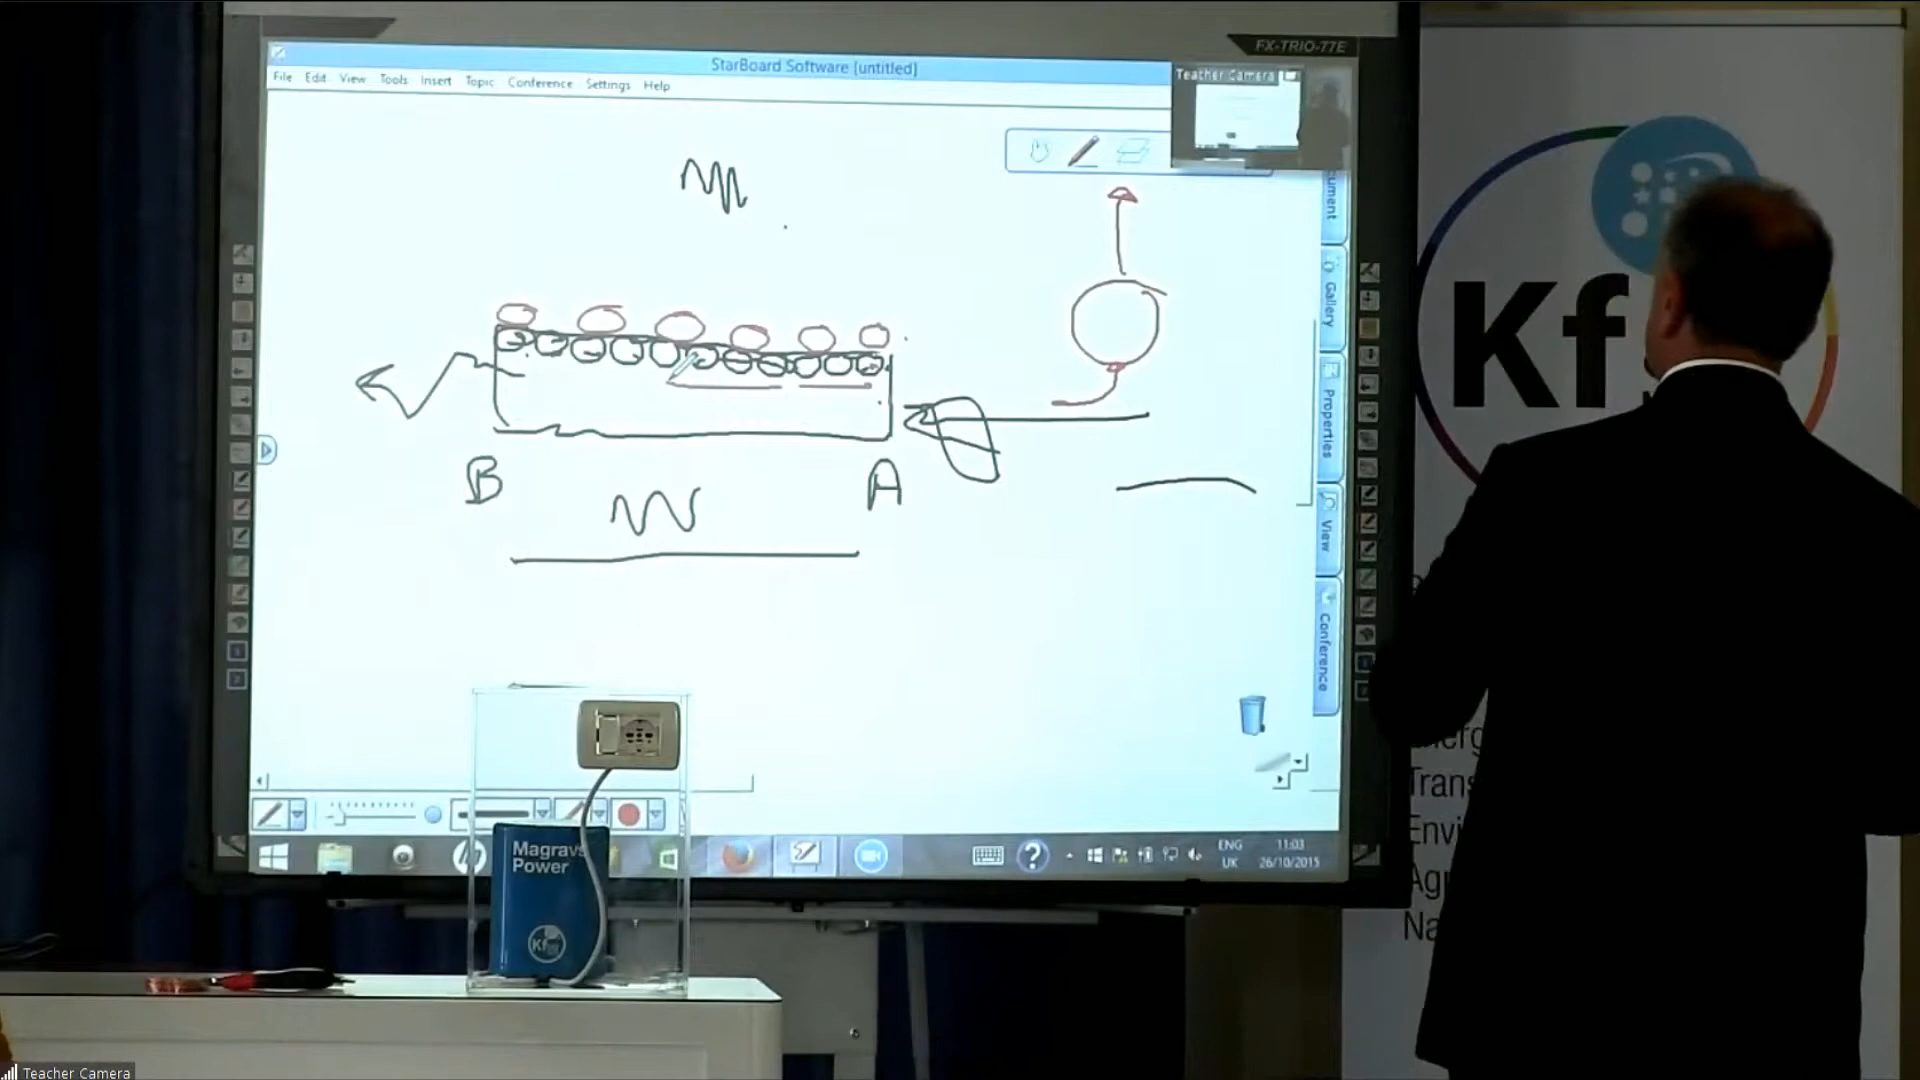 FX-TRIO-77E
StarBoard Software [untitled]
File Edit View Tools Insert Topic Conference Settings Help
Teacher Camera
Gallery
Properties
View
Conference
B
A
Kf
Magravs
Power
Kf
ENG
UK
11:03
26/10/2015
Teacher Camera